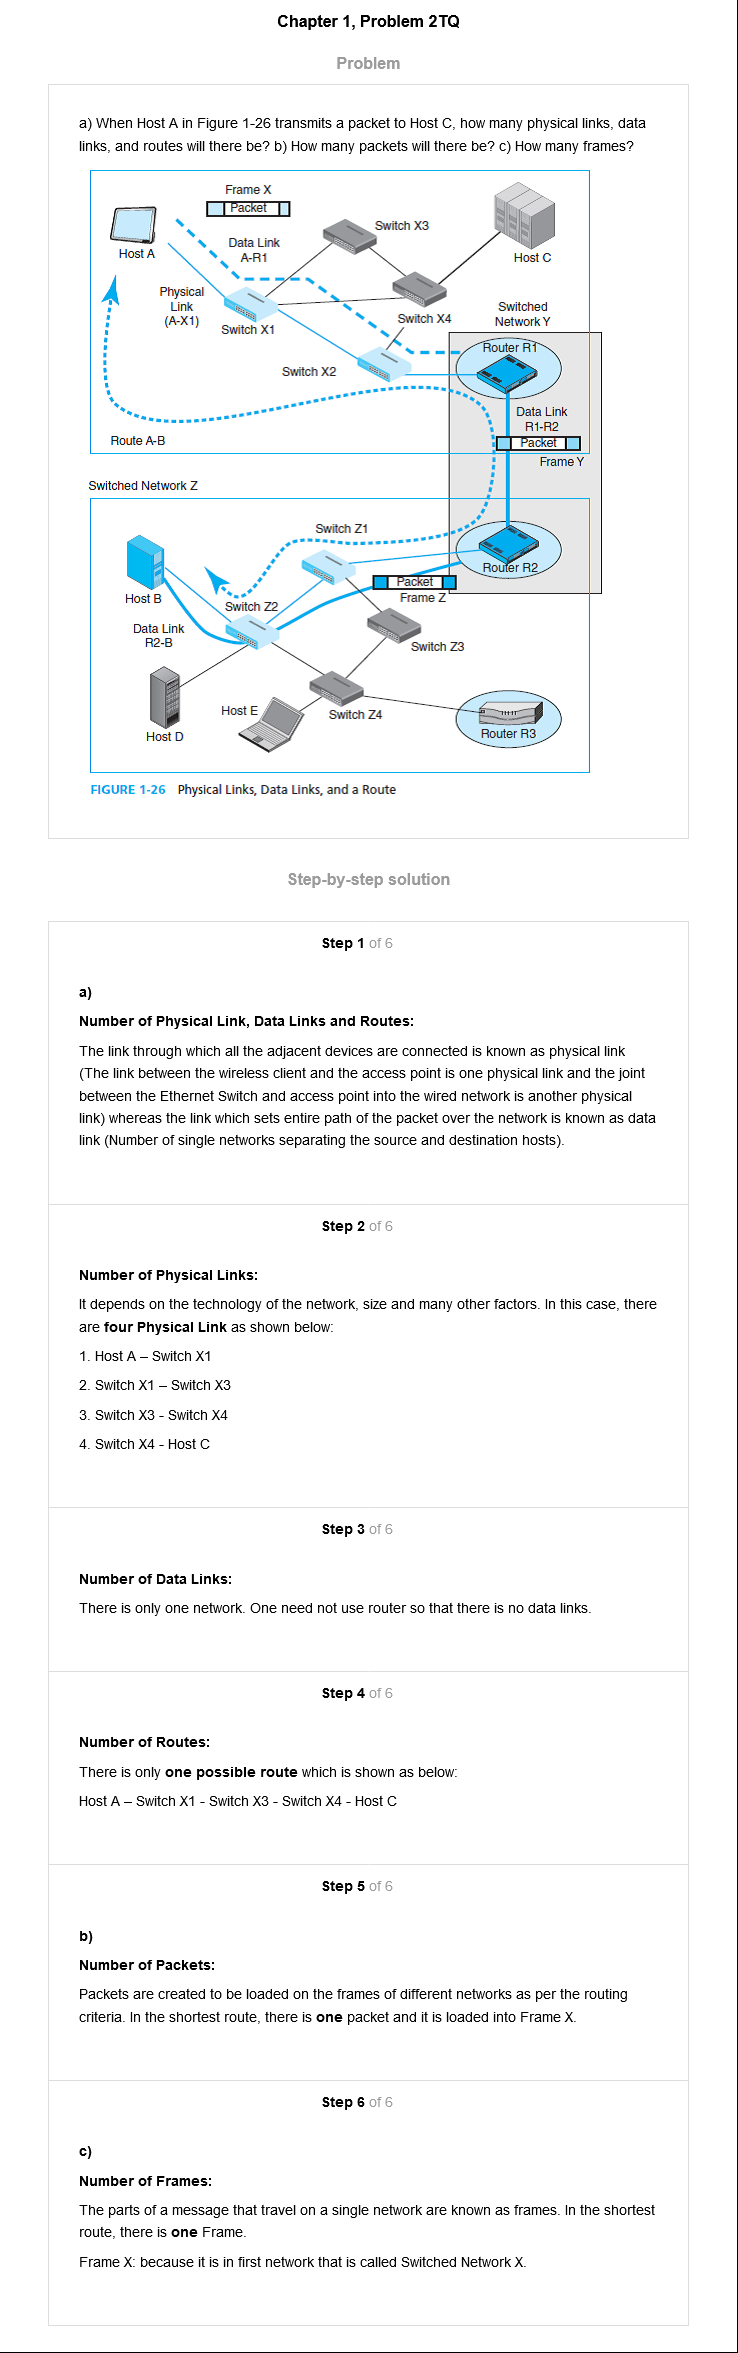 Chapter 1, Problem 2TQ
Problem
a) When Host A in Figure 1-26 transmits a packet to Host C, how many physical links, data
links, and routes will there be? b) How many packets will there be? c) How many frames?
Frame X
Packet
Switch X3
Data Link
A-R1
Host A
Host C
Physical
Link
(A-X1)
Switch X1
Switch X4
Switched
Network Y
Router R1
Switch X2
Data Link
R1-R2
Packet
Frame Y
Route A-B
Switched Network Z
Switch Z1
Router R2
Packet
Frame Z
Host B
Switch Z2
Data Link
R2-B
Switch Z3
Host E
Switch Z4
Host D
Router R3
FIGURE 1-26 Physical Links, Data Links, and a Route
Step-by-step solution
Step 1 of 6
a)
Number of Physical Link, Data Links and Routes:
The link through which all the adjacent devices are connected is known as physical link
(The link between the wireless client and the access point is one physical link and the joint
between the Ethernet Switch and access point into the wired network is another physical
link) whereas the link which sets entire path of the packet over the network is known as data
link (Number of single networks separating the source and destination hosts).
Step 2 of 6
Number of Physical Links:
It depends on the technology of the network, size and many other factors. In this case, there
are four Physical Link as shown below:
1. Host A – Switch X1
2. Switch X1 – Switch X3
3. Switch X3 - Switch X4
4. Switch X4 - Host C
Step 3 of 6
Number of Data Links:
There is only one network. One need not use router so that there is no data links.
Step 4 of 6
Number of Routes:
There is only one possible route which is shown as below:
Host A – Switch X1 - Switch X3 - Switch X4 - Host C
Step 5 of 6
b)
Number of Packets:
Packets are created to be loaded on the frames of different networks as per the routing
criteria. In the shortest route, there is one packet and it is loaded into Frame X.
Step 6 of 6
c)
Number of Frames:
The parts of a message that travel on a single network are known as frames. In the shortest
route, there is one Frame.
Frame X: because it is in first network that is called Switched Network X.